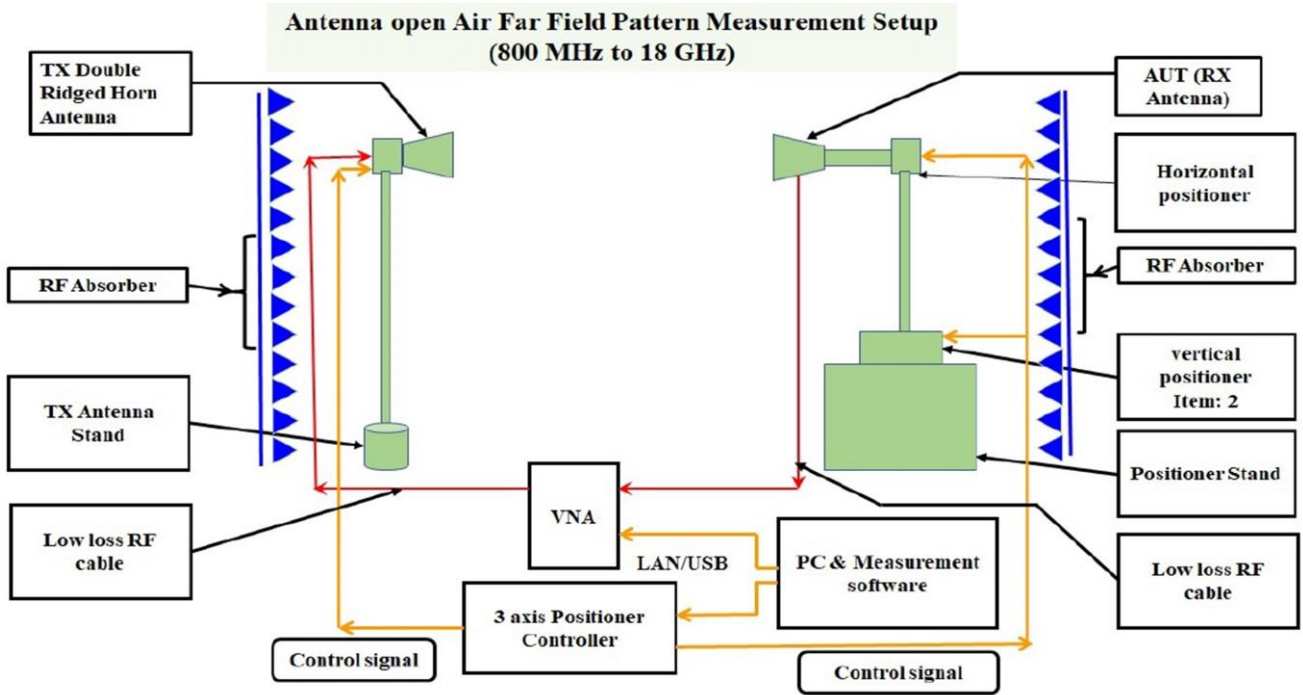 Antenna open Air Far Field Pattern Measurement Setup
(800 MHz to 18 GHz)
TX Double
Ridged Horn
Antenna
AUT (RX
Antenna)
Horizontal
positioner
RF Absorber
RF Absorber
vertical
positioner
Item: 2
TX Antenna
Stand
Positioner Stand
VNA
Low loss RF
cable
LAN/USB
PC & Measurement
software
Low loss RF
cable
3 axis Positioner
Controller
Control signal
Control signal